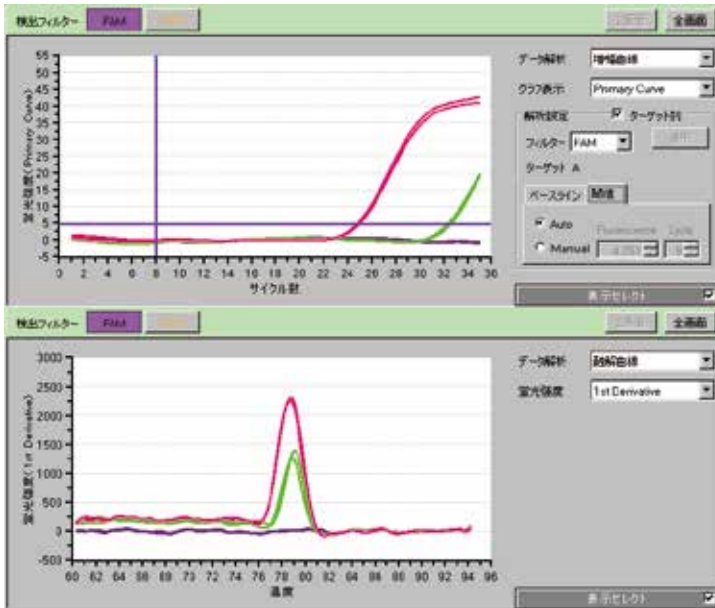 検出フィルター FAM
全画面
データ解析 増幅曲線
グラフ表示 Primary Curve
解析設定 ターゲット別
フィルター FAM 適用
ターゲット A
ベースライン 閾値
Auto Fluorescence Cycle
Manual
表示セレクト
蛍光強度(Primary Curve)
55
50
45
40
35
30
25
20
15
10
5
0
-5
0 2 4 6 8 10 12 14 16 18 20 22 24 26 28 30 32 34 36
サイクル数
検出フィルター FAM
全画面
データ解析 融解曲線
蛍光強度 1st Derivative
表示セレクト
蛍光強度(1st Derivative)
3000
2500
2000
1500
1000
500
0
-500
60 62 64 66 68 70 72 74 76 78 80 82 84 86 88 90 92 94 96
温度